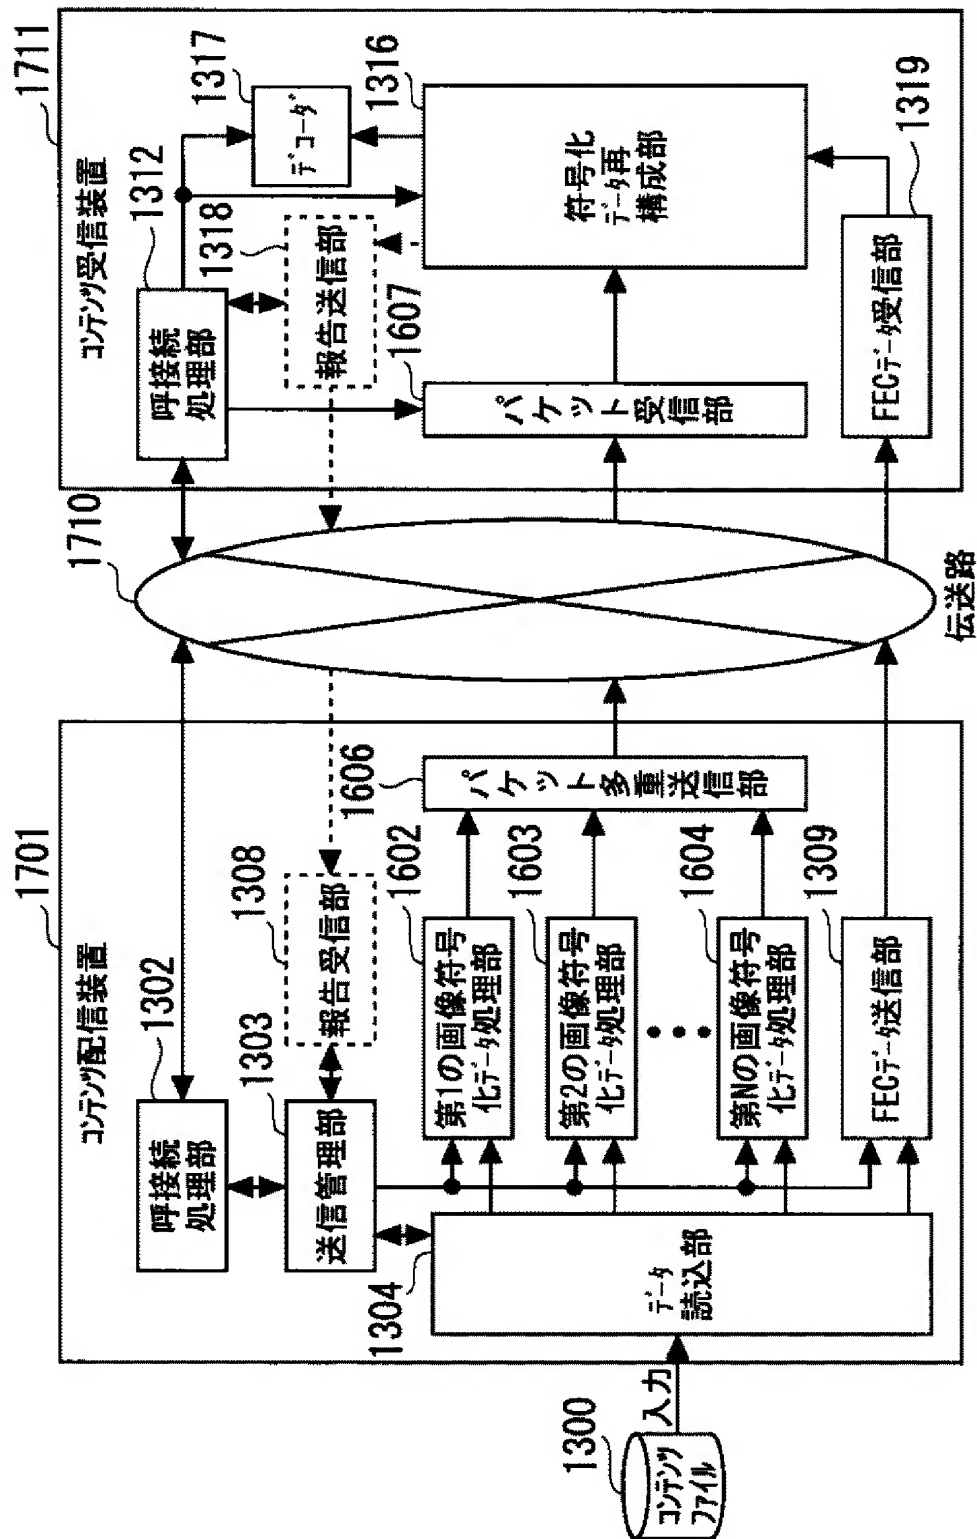 1701
コンテンツ配信装置
1302
呼接続
処理部
1303
送信管理部
1308
報告受信部
1304
データ
読込部
1300
コンテンツ
ファイル
入力
1602
第1の画像符号
化データ処理部
1603
第2の画像符号
化データ処理部
1604
第Nの画像符号
化データ処理部
1309
FECデータ送信部
1606
パケット多重送信部
1710
伝送路
1711
コンテンツ受信装置
1312
呼接続
処理部
1318
報告送信部
1607
パケット受信部
1317
デコーダ
1316
符号化
データ再
構成部
1319
FECデータ受信部